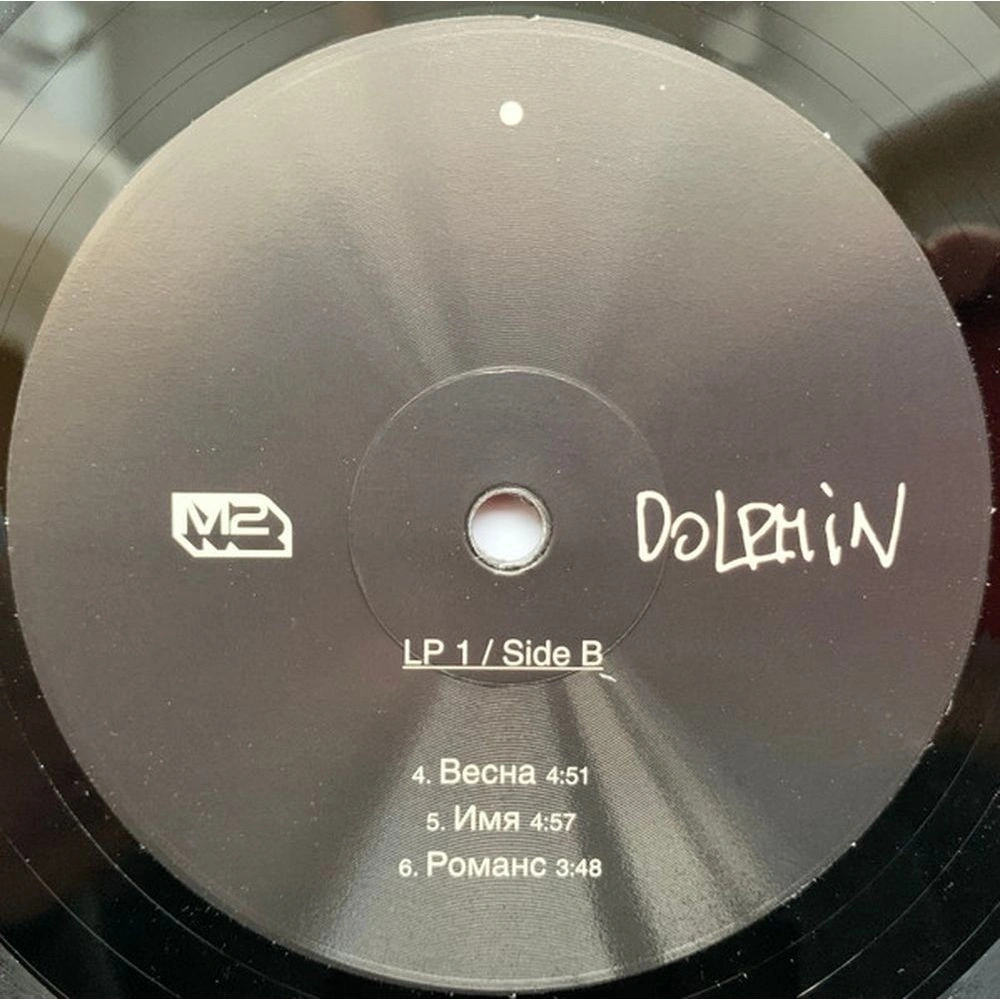 M2
DOLPHiN
LP 1 / Side B
4. Весна 4:51
5. Имя 4:57
6. Романс 3:48